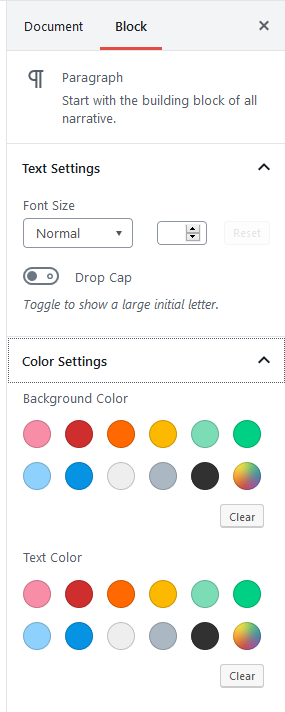 Document Block
Paragraph
Start with the building block of all
narrative.
Text Settings
Font Size
Normal Reset
Drop Cap
Toggle to show a large initial letter.
Color Settings
Background Color
Clear
Text Color
Clear